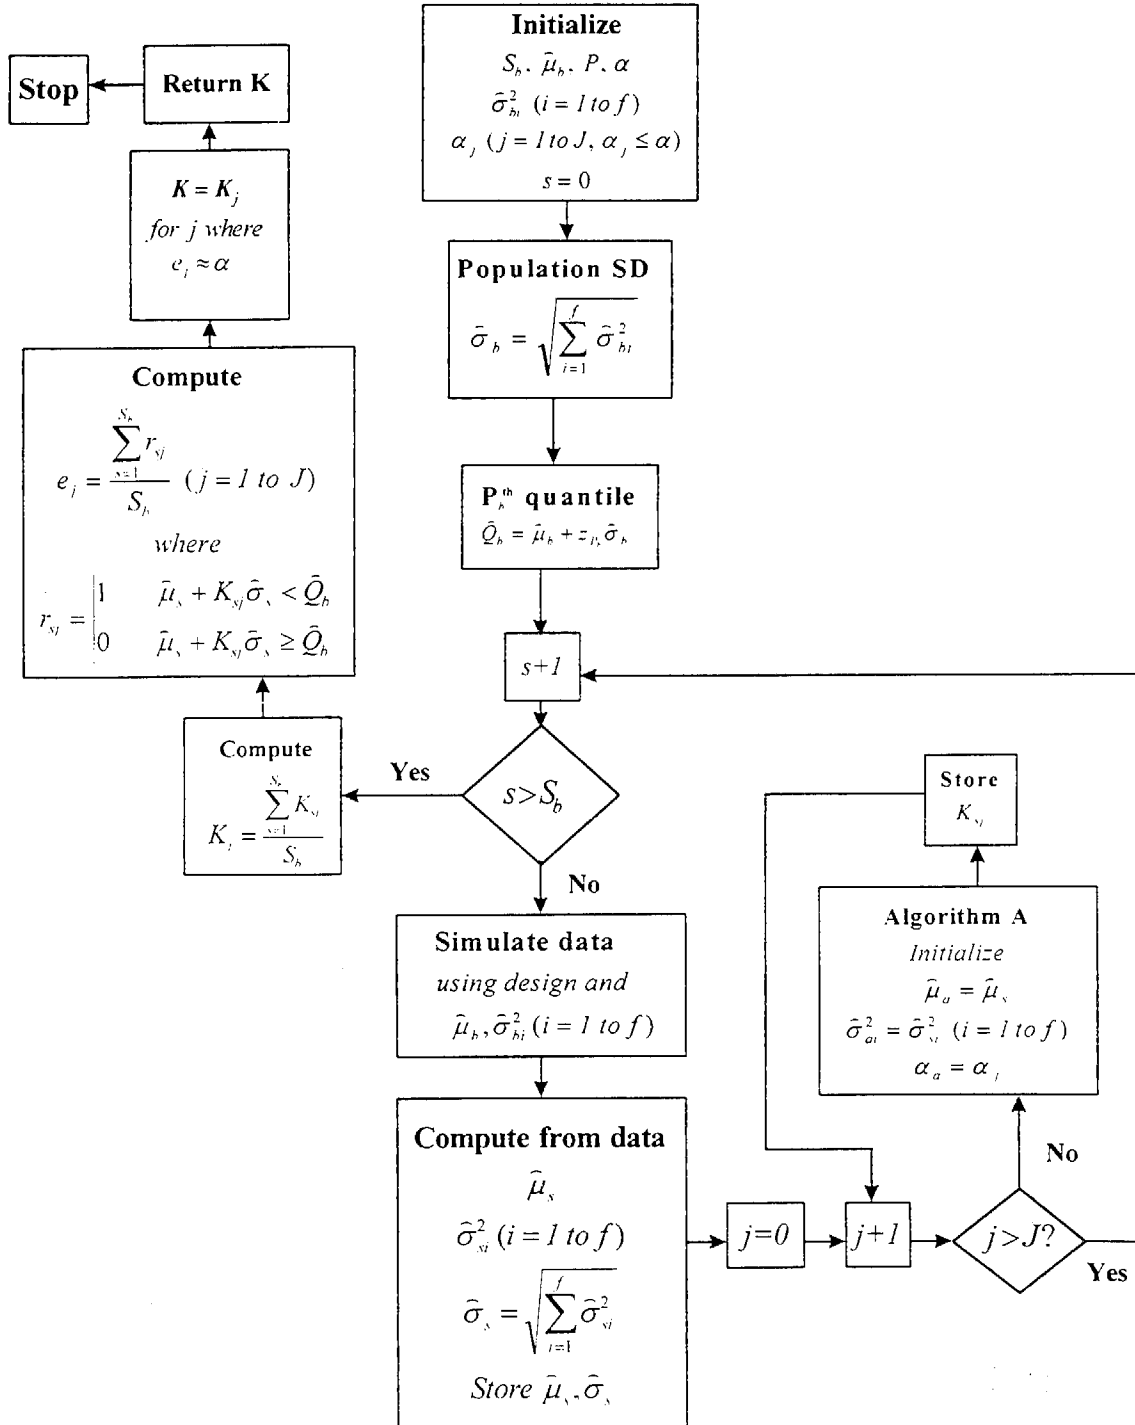 Initialize
S_b, μ̂_b, P, α
σ̂²_bi (i = 1 to f)
α_j (j = 1 to J, α_j ≤ α)
s = 0
Population SD
σ̂_b = √(∑_{i=1}^{f} σ̂²_bi)
P_b^th quantile
Q̂_b = μ̂_b + z_{P_b} σ̂_b
s+1
s>S_b
Yes
No
Compute
K_j = ∑_{s=1}^{S_b} K_sj / S_b
Compute
e_j = ∑_{s=1}^{S_b} r_sj / S_b (j = 1 to J)
where
r_sj = | 1 μ̂_s + K_sj σ̂_s < Q̂_b
0 μ̂_s + K_sj σ̂_s ≥ Q̂_b
K = K_j
for j where
e_j ≈ α
Return K
Stop
Simulate data
using design and
μ̂_b, σ̂²_bi (i = 1 to f)
Compute from data
μ̂_s
σ̂²_si (i = 1 to f)
σ̂_s = √(∑_{i=1}^{f} σ̂²_si)
Store μ̂_s, σ̂_s
j=0
j+1
j>J?
Yes
No
Algorithm A
Initialize
μ̂_a = μ̂_s
σ̂²_ai = σ̂²_si (i = 1 to f)
α_a = α_j
Store
K_sj